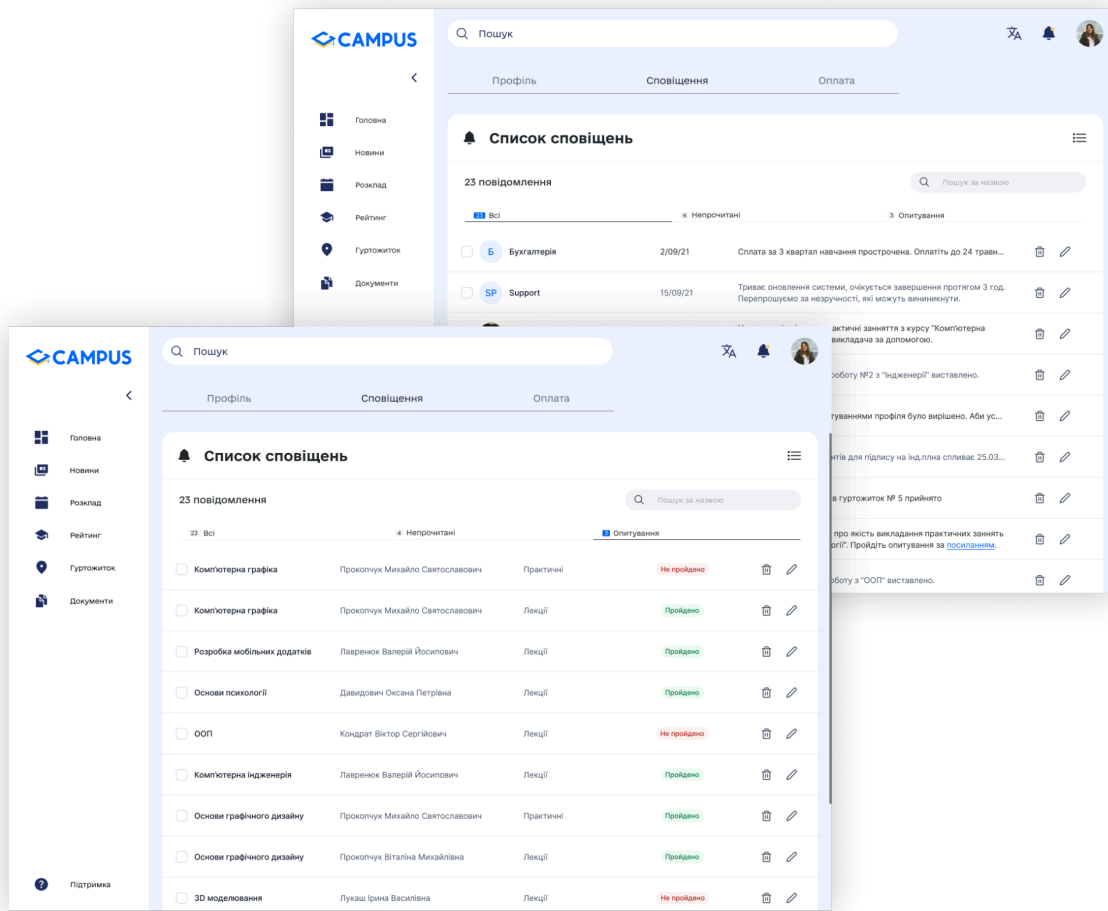 CAMPUS
Пошук
Профіль Сповіщення Оплата
Головна
Новини
Розклад
Рейтинг
Гуртожиток
Документи
Список сповіщень
23 повідомлення
Пошук за назвою
23 Всі 4 Непрочитані 3 Опитування
Б Бухгалтерія 2/09/21 Сплата за 3 квартал навчання прострочена. Оплатіть до 24 травн...
SP Support 15/09/21 Триває оновлення системи, очікується завершення протягом 3 год.
Перепрошуємо за незручності, які можуть вининикнути.
актичні занняття з курсу "Комп'ютерна
викладача за допомогою.
роботу №2 з "Індженерії" виставлено.
туваннями профіля було вирішено. Аби ус...
нтів для підпису на інд.плна спливає 25.03...
в гуртожиток № 5 прийнято
про якість викладання практичних заннять
огії". Пройдіть опитування за посиланням.
оботу з "ООП" виставлено.
CAMPUS
Пошук
Профіль Сповіщення Оплата
Головна
Новини
Розклад
Рейтинг
Гуртожиток
Документи
Підтримка
Список сповіщень
23 повідомлення
Пошук за назвою
23 Всі 4 Непрочитані 3 Опитування
Комп'ютерна графіка Прокопчук Михайло Святославович Практичні Не пройдено
Комп'ютерна графіка Прокопчук Михайло Святославович Лекції Пройдено
Розробка мобільних додатків Лавренюк Валерій Йосипович Лекції Пройдено
Основи психології Давидович Оксана Петрівна Лекції Пройдено
ООП Кондрат Віктор Сергійович Лекції Не пройдено
Комп'ютерна інженерія Лавренюк Валерій Йосипович Лекції Пройдено
Основи графічного дизайну Прокопчук Михайло Святославович Практичні Пройдено
Основи графічного дизайну Прокопчук Віталіна Михайлівна Лекції Пройдено
3D моделювання Лукаш Ірина Василівна Лекції Не пройдено